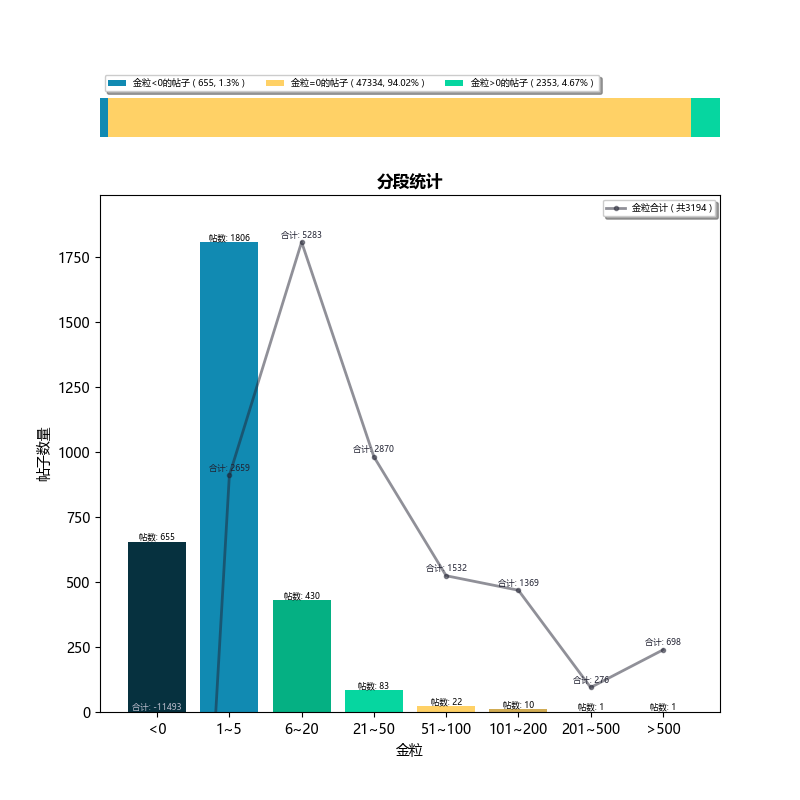 金粒<0的帖子 ( 655, 1.3% ) 金粒=0的帖子 ( 47334, 94.02% ) 金粒>0的帖子 ( 2353, 4.67% )
分段统计
金粒合计 ( 共3194 )
帖数: 1806
合计: 5283
合计: 2659
合计: 2870
帖数: 655
合计: 1532
合计: 1369
帖数: 430
合计: 698
合计: 276
帖数: 83
帖数: 22
帖数: 10
帖数: 1
帖数: 1
合计: -11493
1750
1500
1250
1000
750
500
250
0
帖子数量
<0 1~5 6~20 21~50 51~100 101~200 201~500 >500
金粒